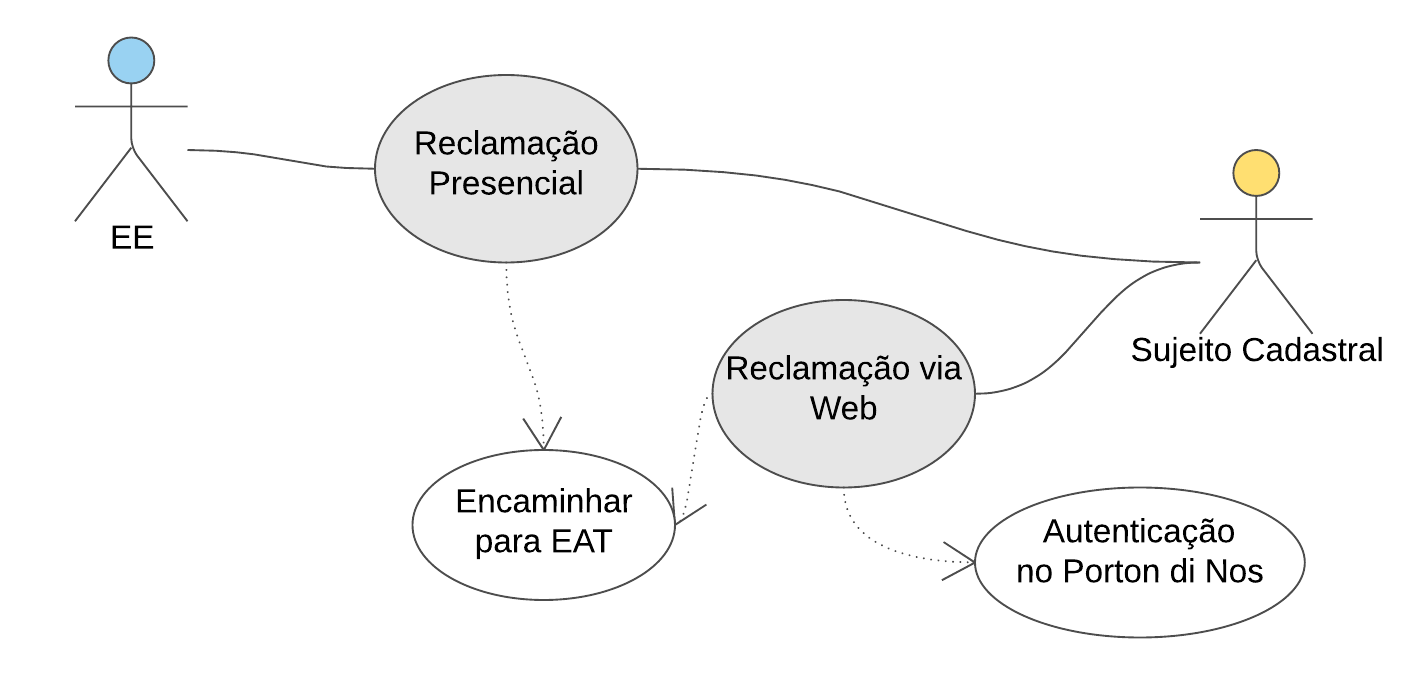 Reclamação
Presencial
EE
Sujeito Cadastral
Reclamação via
Web
Encaminhar
para EAT
Autenticação
no Porton di Nos